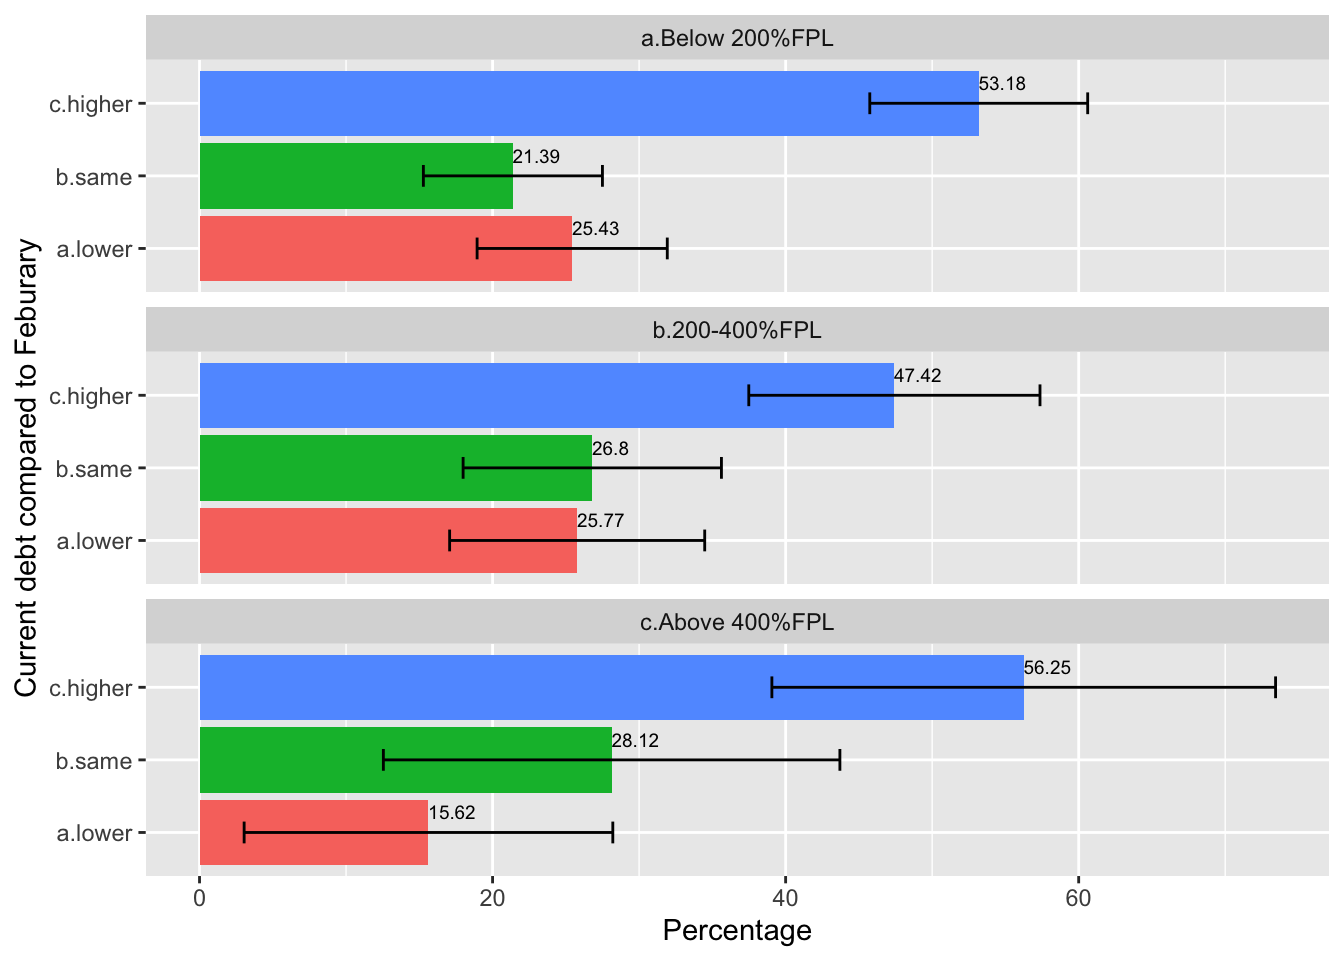 a.Below 200%FPL
c.higher
53.18
b.same
21.39
a.lower
25.43
b.200-400%FPL
c.higher
47.42
b.same
26.8
a.lower
25.77
c.Above 400%FPL
c.higher
56.25
b.same
28.12
a.lower
15.62
0 20 40 60
Percentage
Current debt compared to Feburary